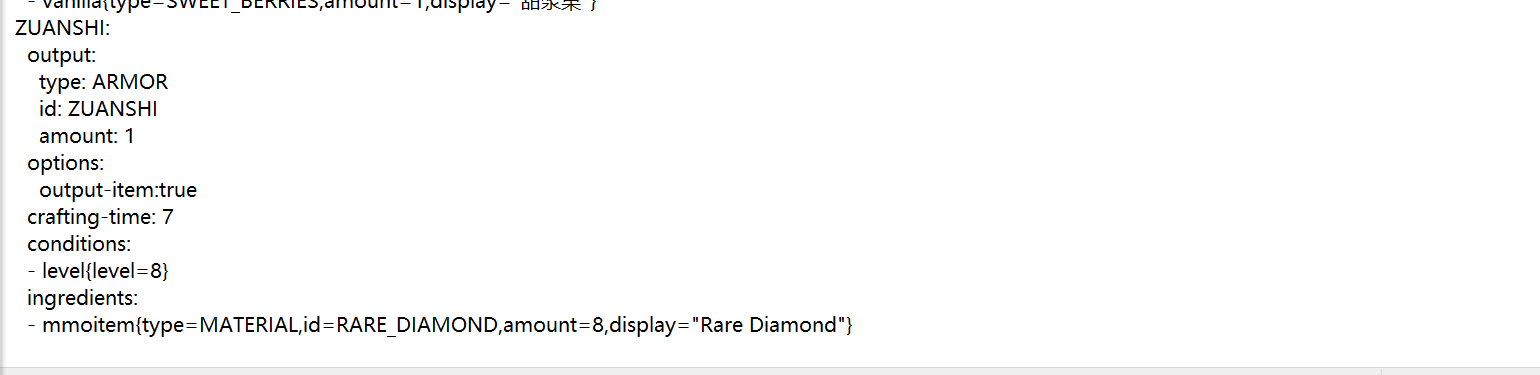 - vanilla{type=SWEET_BERRIES,amount=1,display="甜浆果"}
ZUANSHI:
output:
type: ARMOR
id: ZUANSHI
amount: 1
options:
output-item:true
crafting-time: 7
conditions:
- level{level=8}
ingredients:
- mmoitem{type=MATERIAL,id=RARE_DIAMOND,amount=8,display="Rare Diamond"}